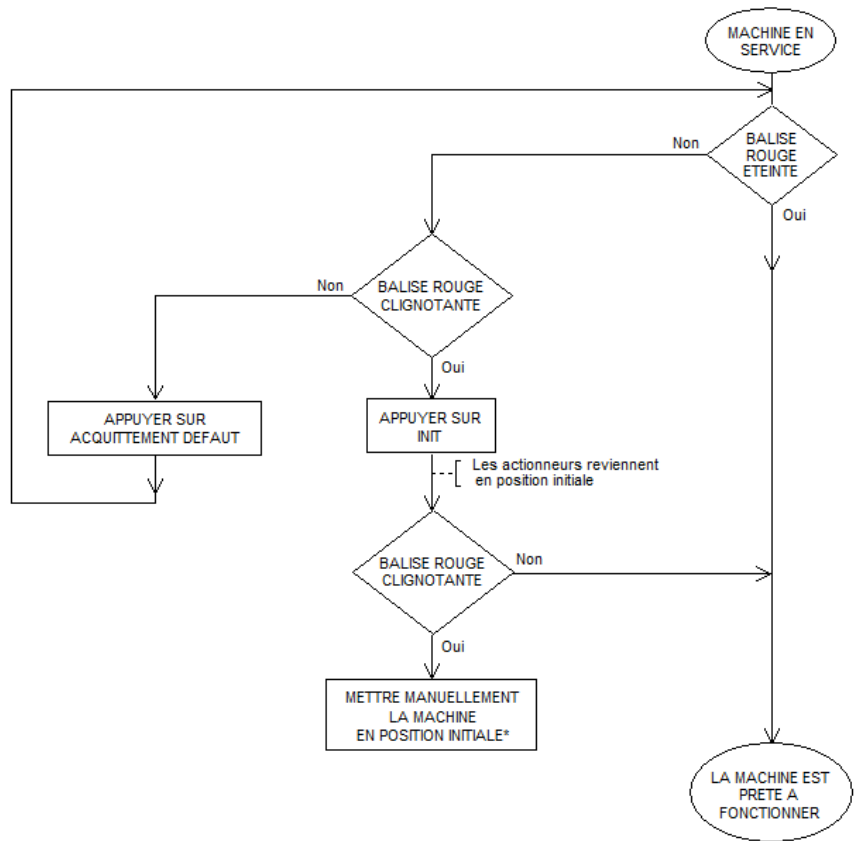 MACHINE EN
SERVICE
BALISE
ROUGE
ETEINTE
Non
Oui
BALISE ROUGE
CLIGNOTANTE
Non
Oui
APPUYER SUR
ACQUITTEMENT DEFAUT
APPUYER SUR
INIT
Les actionneurs reviennent
en position initiale
BALISE ROUGE
CLIGNOTANTE
Non
Oui
METTRE MANUELLEMENT
LA MACHINE
EN POSITION INITIALE*
LA MACHINE EST
PRETE A
FONCTIONNER